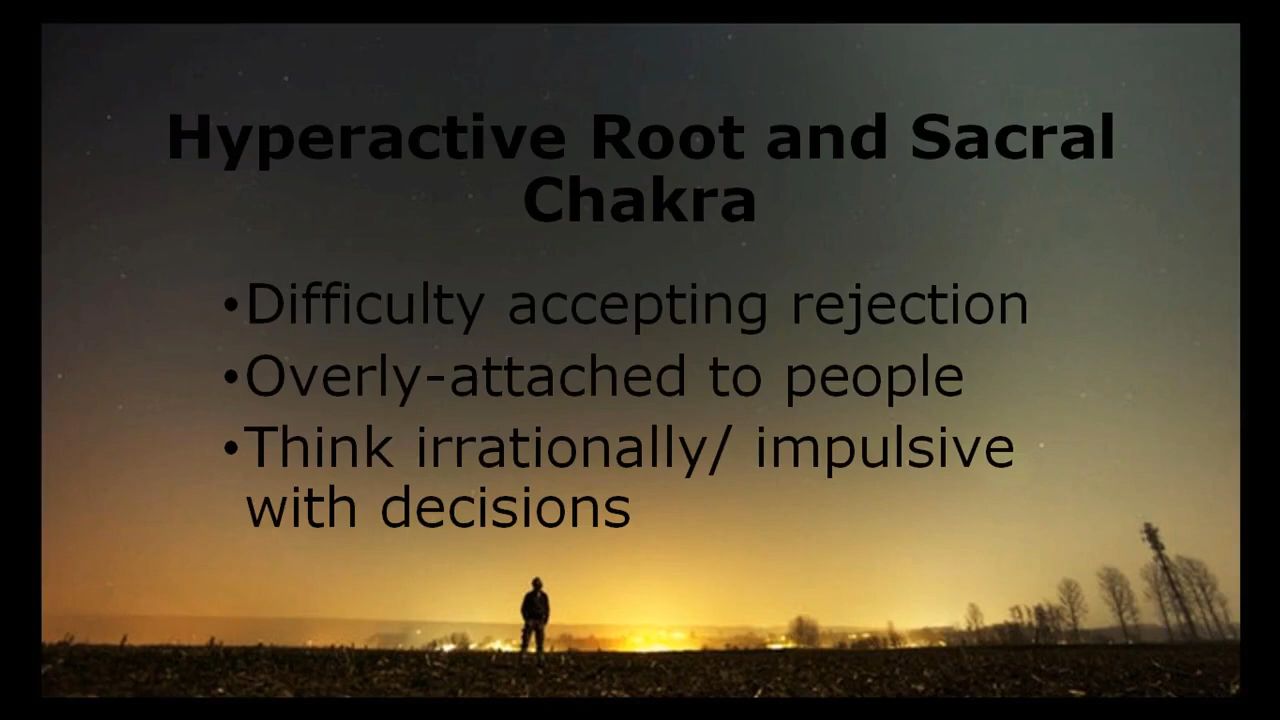 Hyperactive Root and Sacral
Chakra
•Difficulty accepting rejection
•Overly-attached to people
•Think irrationally/ impulsive
with decisions